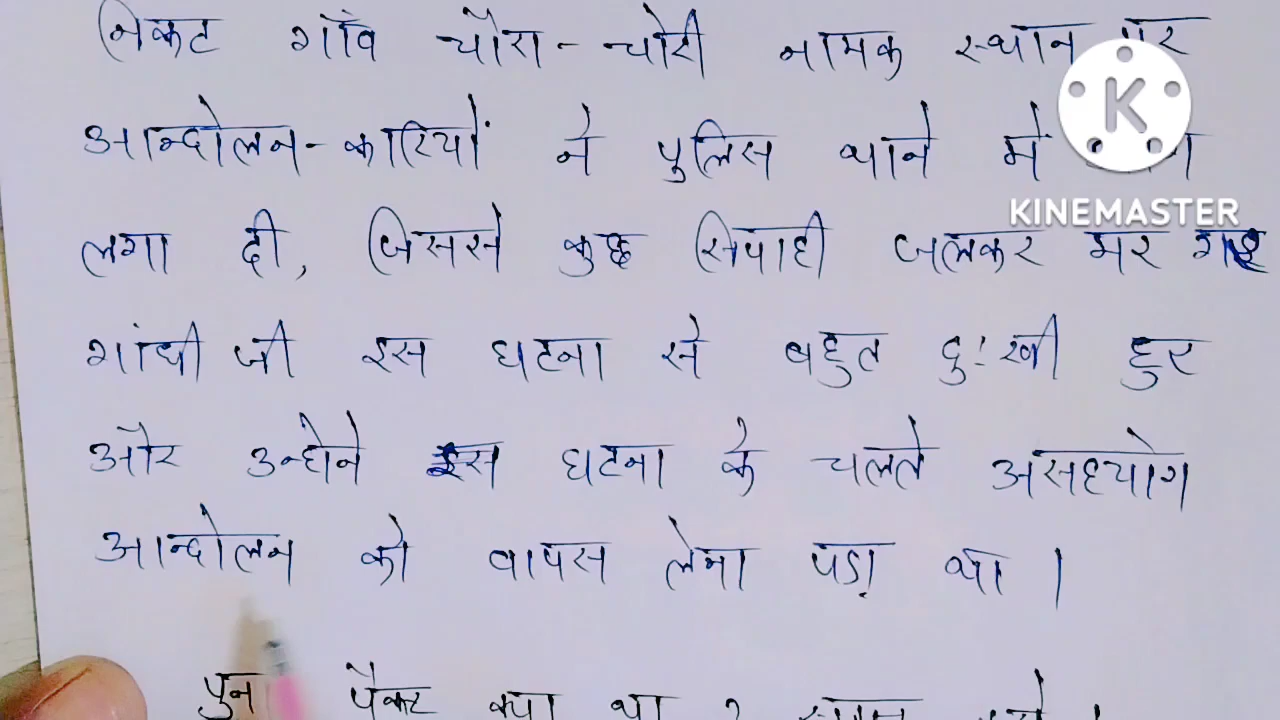 निकट गाँव चौरा-चोरी नामक स्थान पर
आन्दोलन-कारियों ने पुलिस थाने में
लगा दी, जिससे कुछ सिपाही जलकर मर गए
गांधी जी इस घटना से बहुत दुःखी हुए
और उन्होने इस घटना के चलते असहयोग
आन्दोलन को वापस लेना पड़ा था।
पुना पैक्ट क्या था ?
K
KINEMASTER